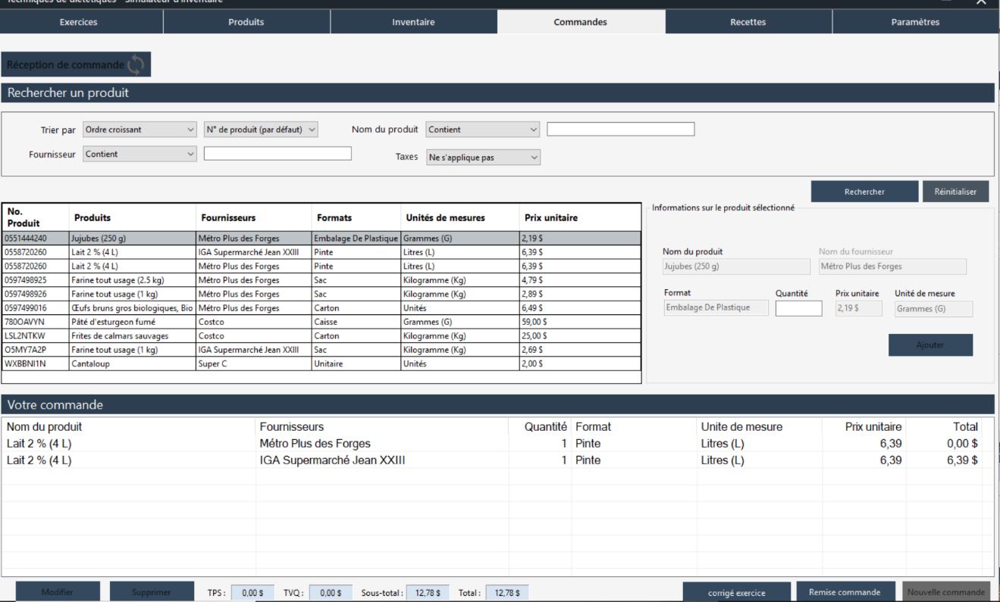 Techniques de diététiques - Simulateur d'inventaire
Exercices Produits Inventaire Commandes Recettes Paramètres
Réception de commande
Rechercher un produit
Trier par Ordre croissant N° de produit (par défaut) Nom du produit Contient
Fournisseur Contient Taxes Ne s'applique pas
Rechercher Réinitialiser
No. Produit Produits Fournisseurs Formats Unités de mesures Prix unitaire
0551444240 Jujubes (250 g) Métro Plus des Forges Embalage De Plastique Grammes (G) 2,19 $
0558720260 Lait 2 % (4 L) IGA Supermarché Jean XXIII Pinte Litres (L) 6,39 $
0558720260 Lait 2 % (4 L) Métro Plus des Forges Pinte Litres (L) 6,39 $
0597498925 Farine tout usage (2.5 kg) Métro Plus des Forges Sac Kilogramme (Kg) 4,79 $
0597498926 Farine tout usage (1 kg) Métro Plus des Forges Sac Kilogramme (Kg) 2,89 $
0597499016 Œufs bruns gros biologiques, Bio Métro Plus des Forges Carton Unités 6,49 $
780OAVYN Pâté d'esturgeon fumé Costco Caisse Grammes (G) 59,00 $
LSL2NTKW Frites de calmars sauvages Costco Carton Kilogramme (Kg) 25,00 $
O5MY7A2P Farine tout usage (1 kg) IGA Supermarché Jean XXIII Sac Kilogramme (Kg) 2,69 $
WXBBNI1N Cantaloup Super C Unitaire Unités 2,00 $
Informations sur le produit sélectionné
Nom du produit Nom du fournisseur
Jujubes (250 g) Métro Plus des Forges
Format Quantité Prix unitaire Unité de mesure
Embalage De Plastique 2,19 $ Grammes (G)
Ajouter
Votre commande
Nom du produit Fournisseurs Quantité Format Unite de mesure Prix unitaire Total
Lait 2 % (4 L) Métro Plus des Forges 1 Pinte Litres (L) 6,39 0,00 $
Lait 2 % (4 L) IGA Supermarché Jean XXIII 1 Pinte Litres (L) 6,39 6,39 $
Modifier Supprimer TPS : 0,00 $ TVQ : 0,00 $ Sous-total : 12,78 $ Total : 12,78 $ corrigé exercice Remise commande Nouvelle commande